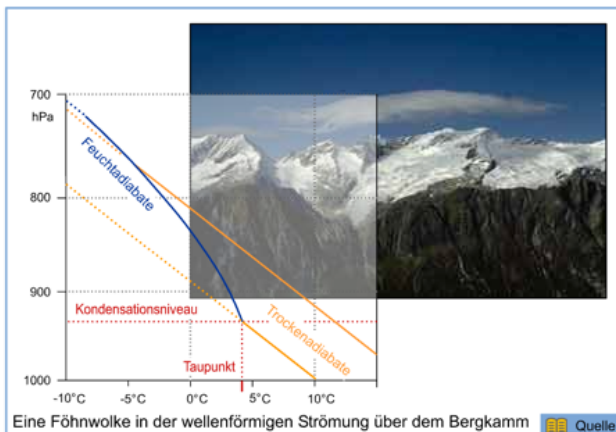 700
hPa
800
900
1000
Feuchtadiabate
Trockenadiabate
Kondensationsniveau
Taupunkt
-10°C -5°C 0°C 5°C 10°C
Eine Föhnwolke in der wellenförmigen Strömung über dem Bergkamm
Quelle